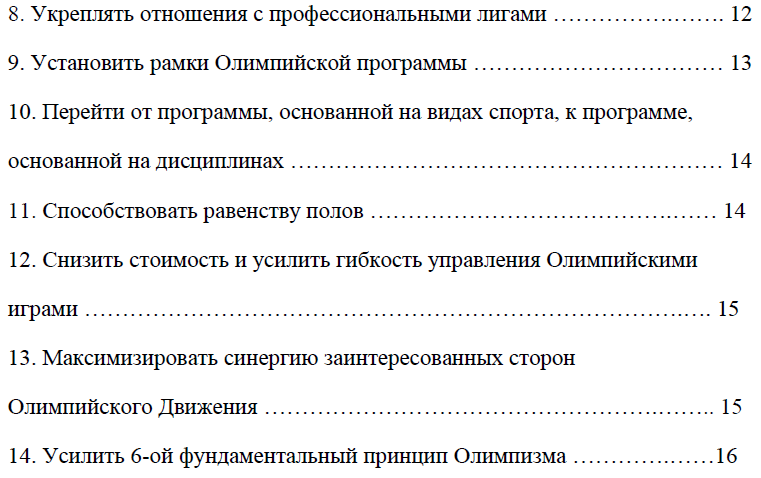 8. Укреплять отношения с профессиональными лигами ……………….…… 12
9. Установить рамки Олимпийской программы …………………………… 13
10. Перейти от программы, основанной на видах спорта, к программе,
основанной на дисциплинах …………………………………………….…… 14
11. Способствовать равенству полов ………………………………….…… 14
12. Снизить стоимость и усилить гибкость управления Олимпийскими
играми …………………………………………………………………….…. 15
13. Максимизировать синергию заинтересованных сторон
Олимпийского Движения …………………………………………….…….. 15
14. Усилить 6-ой фундаментальный принцип Олимпизма ………….……16